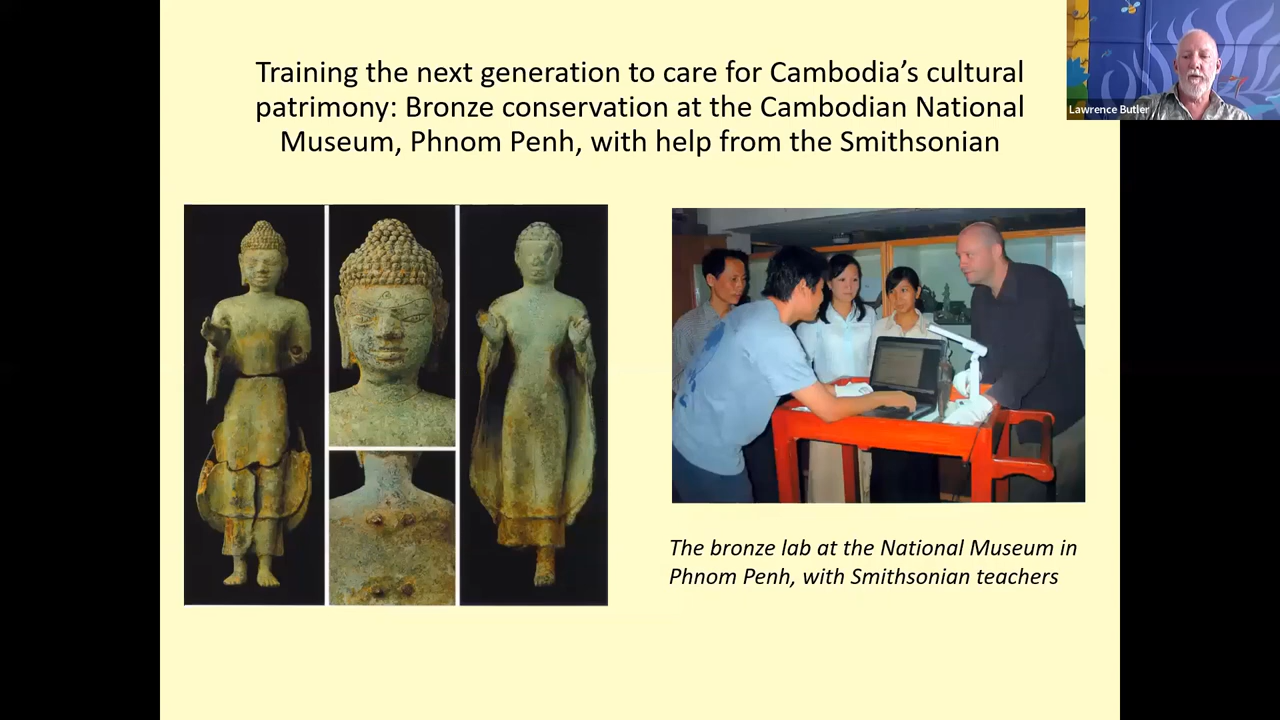 Training the next generation to care for Cambodia’s cultural
patrimony: Bronze conservation at the Cambodian National
Museum, Phnom Penh, with help from the Smithsonian
Lawrence Butler
The bronze lab at the National Museum in
Phnom Penh, with Smithsonian teachers